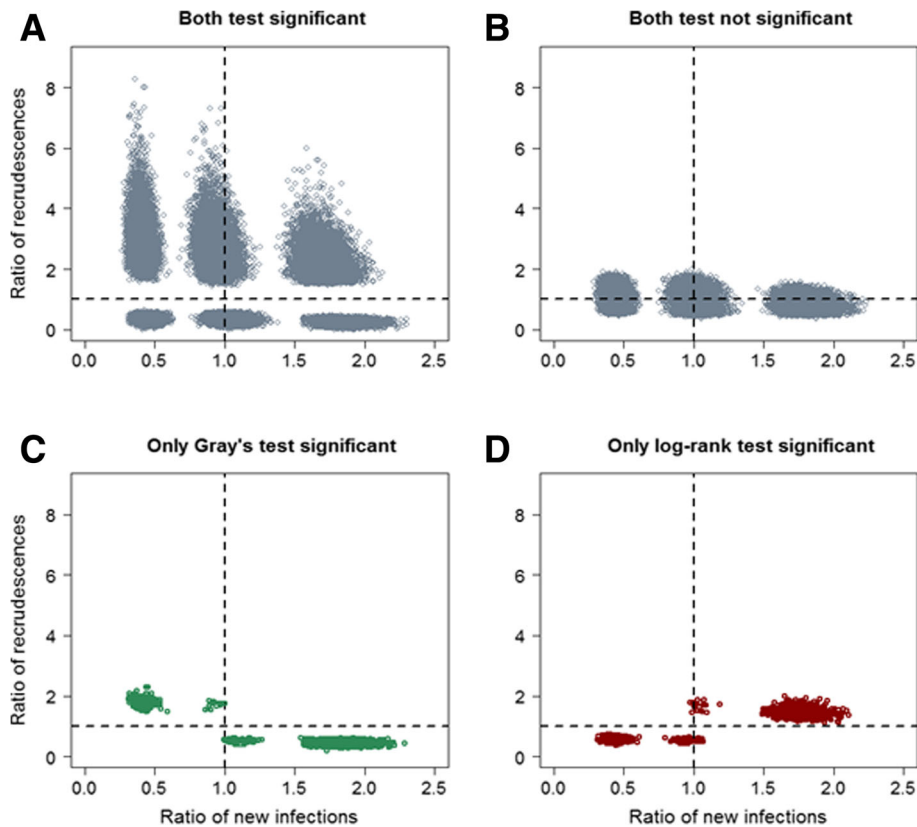 A
Both test significant
Ratio of recrudescences
8
6
4
2
0
0.0 0.5 1.0 1.5 2.0 2.5
B
Both test not significant
8
6
4
2
0
0.0 0.5 1.0 1.5 2.0 2.5
C
Only Gray's test significant
Ratio of recrudescences
8
6
4
2
0
0.0 0.5 1.0 1.5 2.0 2.5
Ratio of new infections
D
Only log-rank test significant
8
6
4
2
0
0.0 0.5 1.0 1.5 2.0 2.5
Ratio of new infections